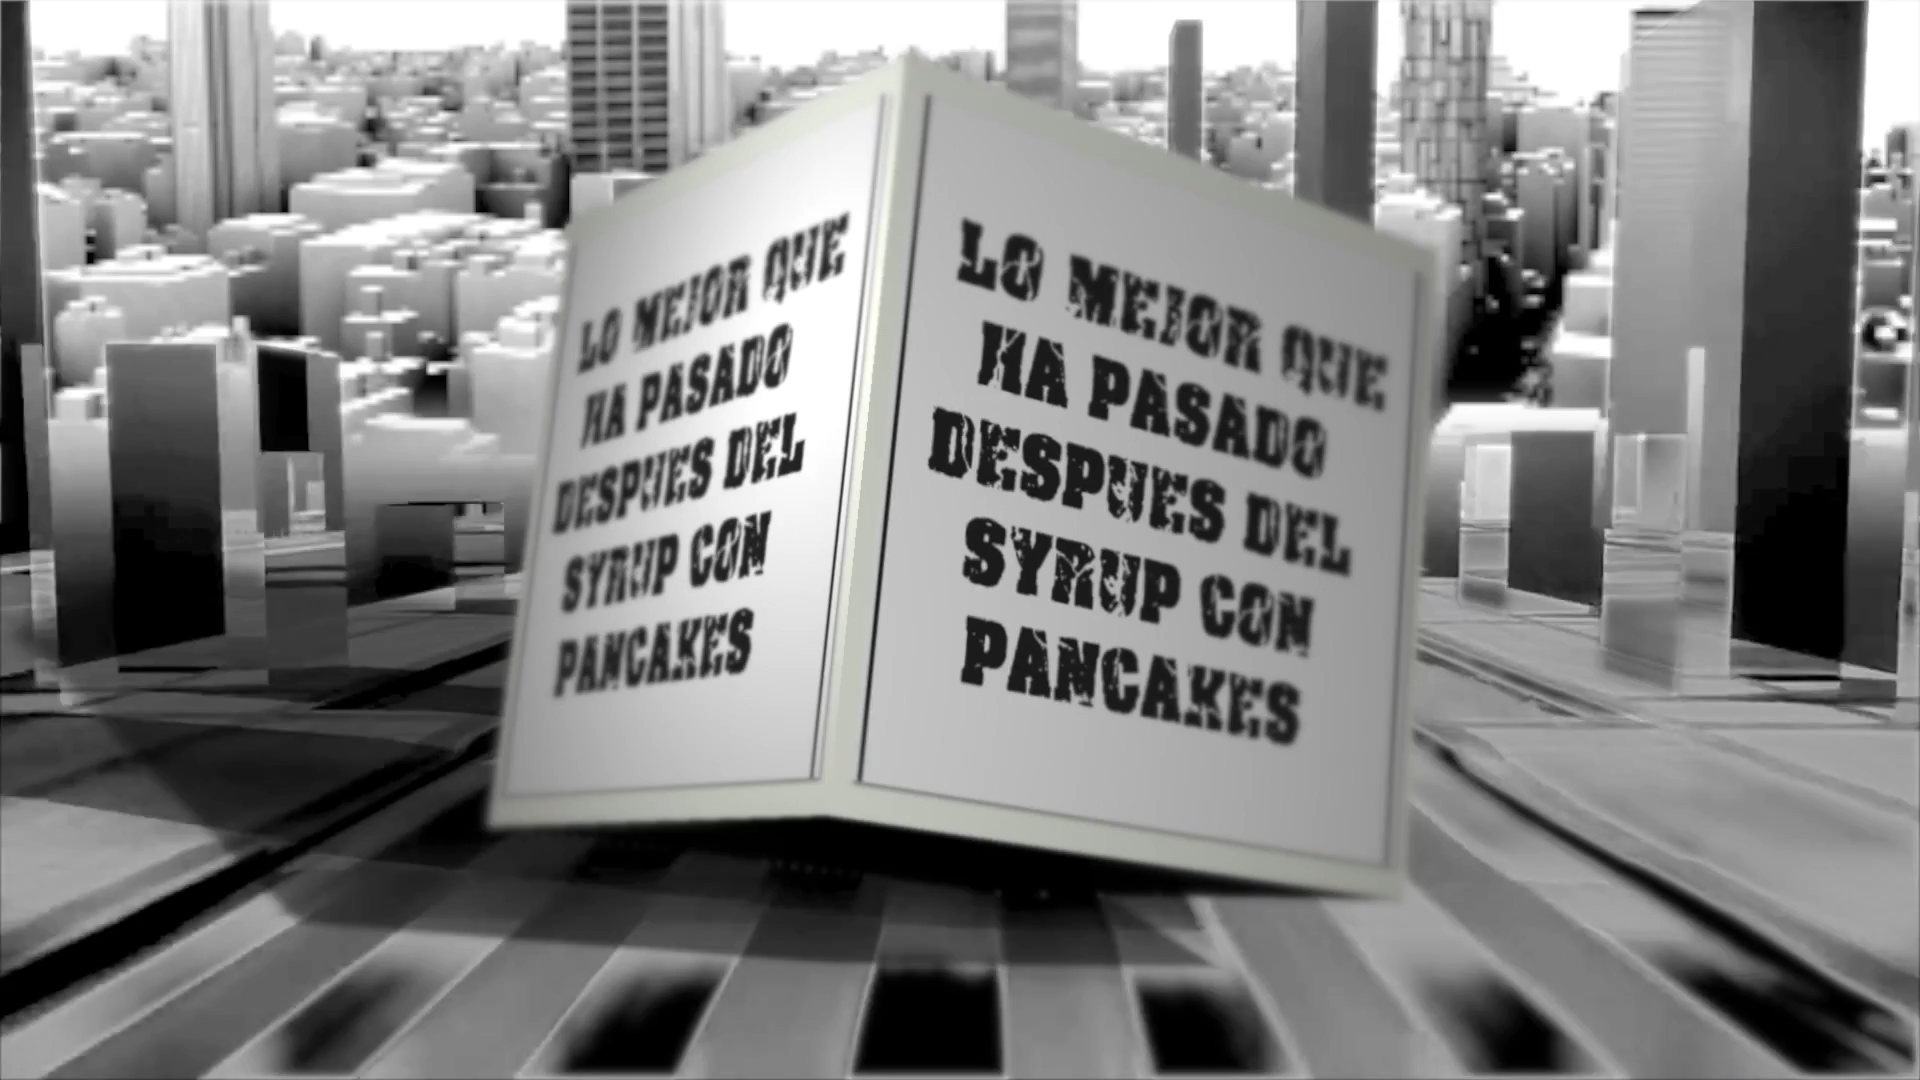 LO MEJOR QUE
HA PASADO
DESPUES DEL
SYRUP CON
PANCAKES
LO MEJOR QUE
HA PASADO
DESPUES DEL
SYRUP CON
PANCAKES